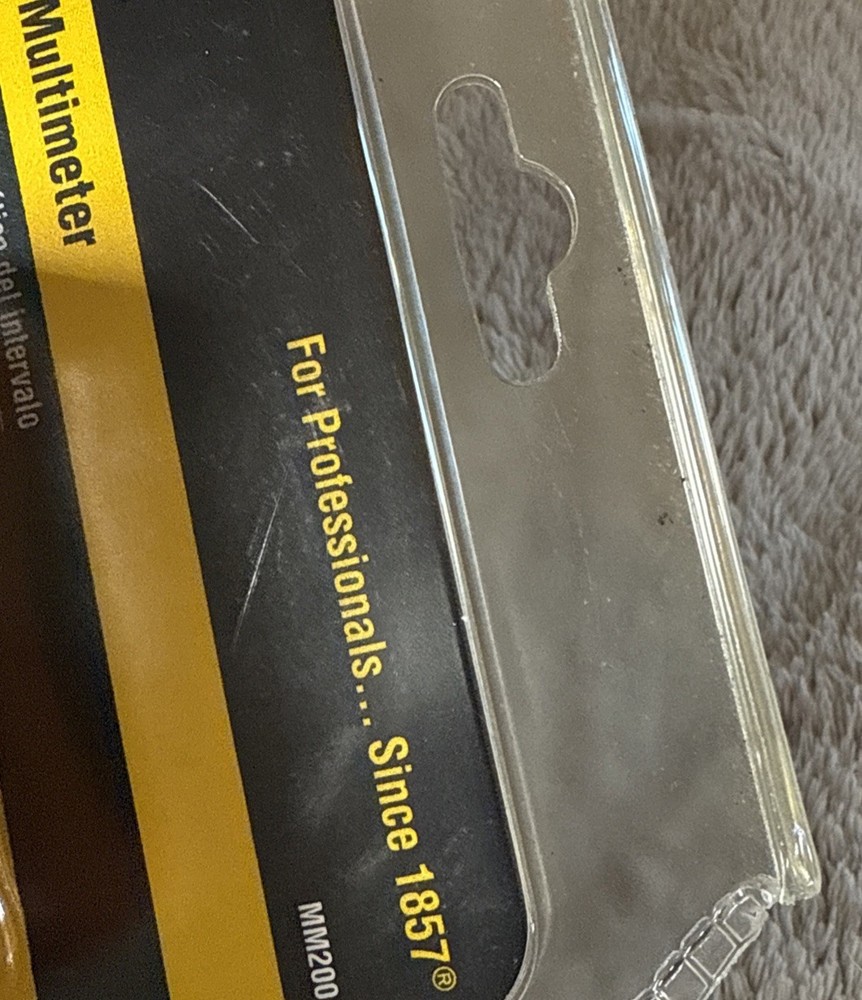 For Professionals... Since 1857®
MM200
Multimeter
del intervalo